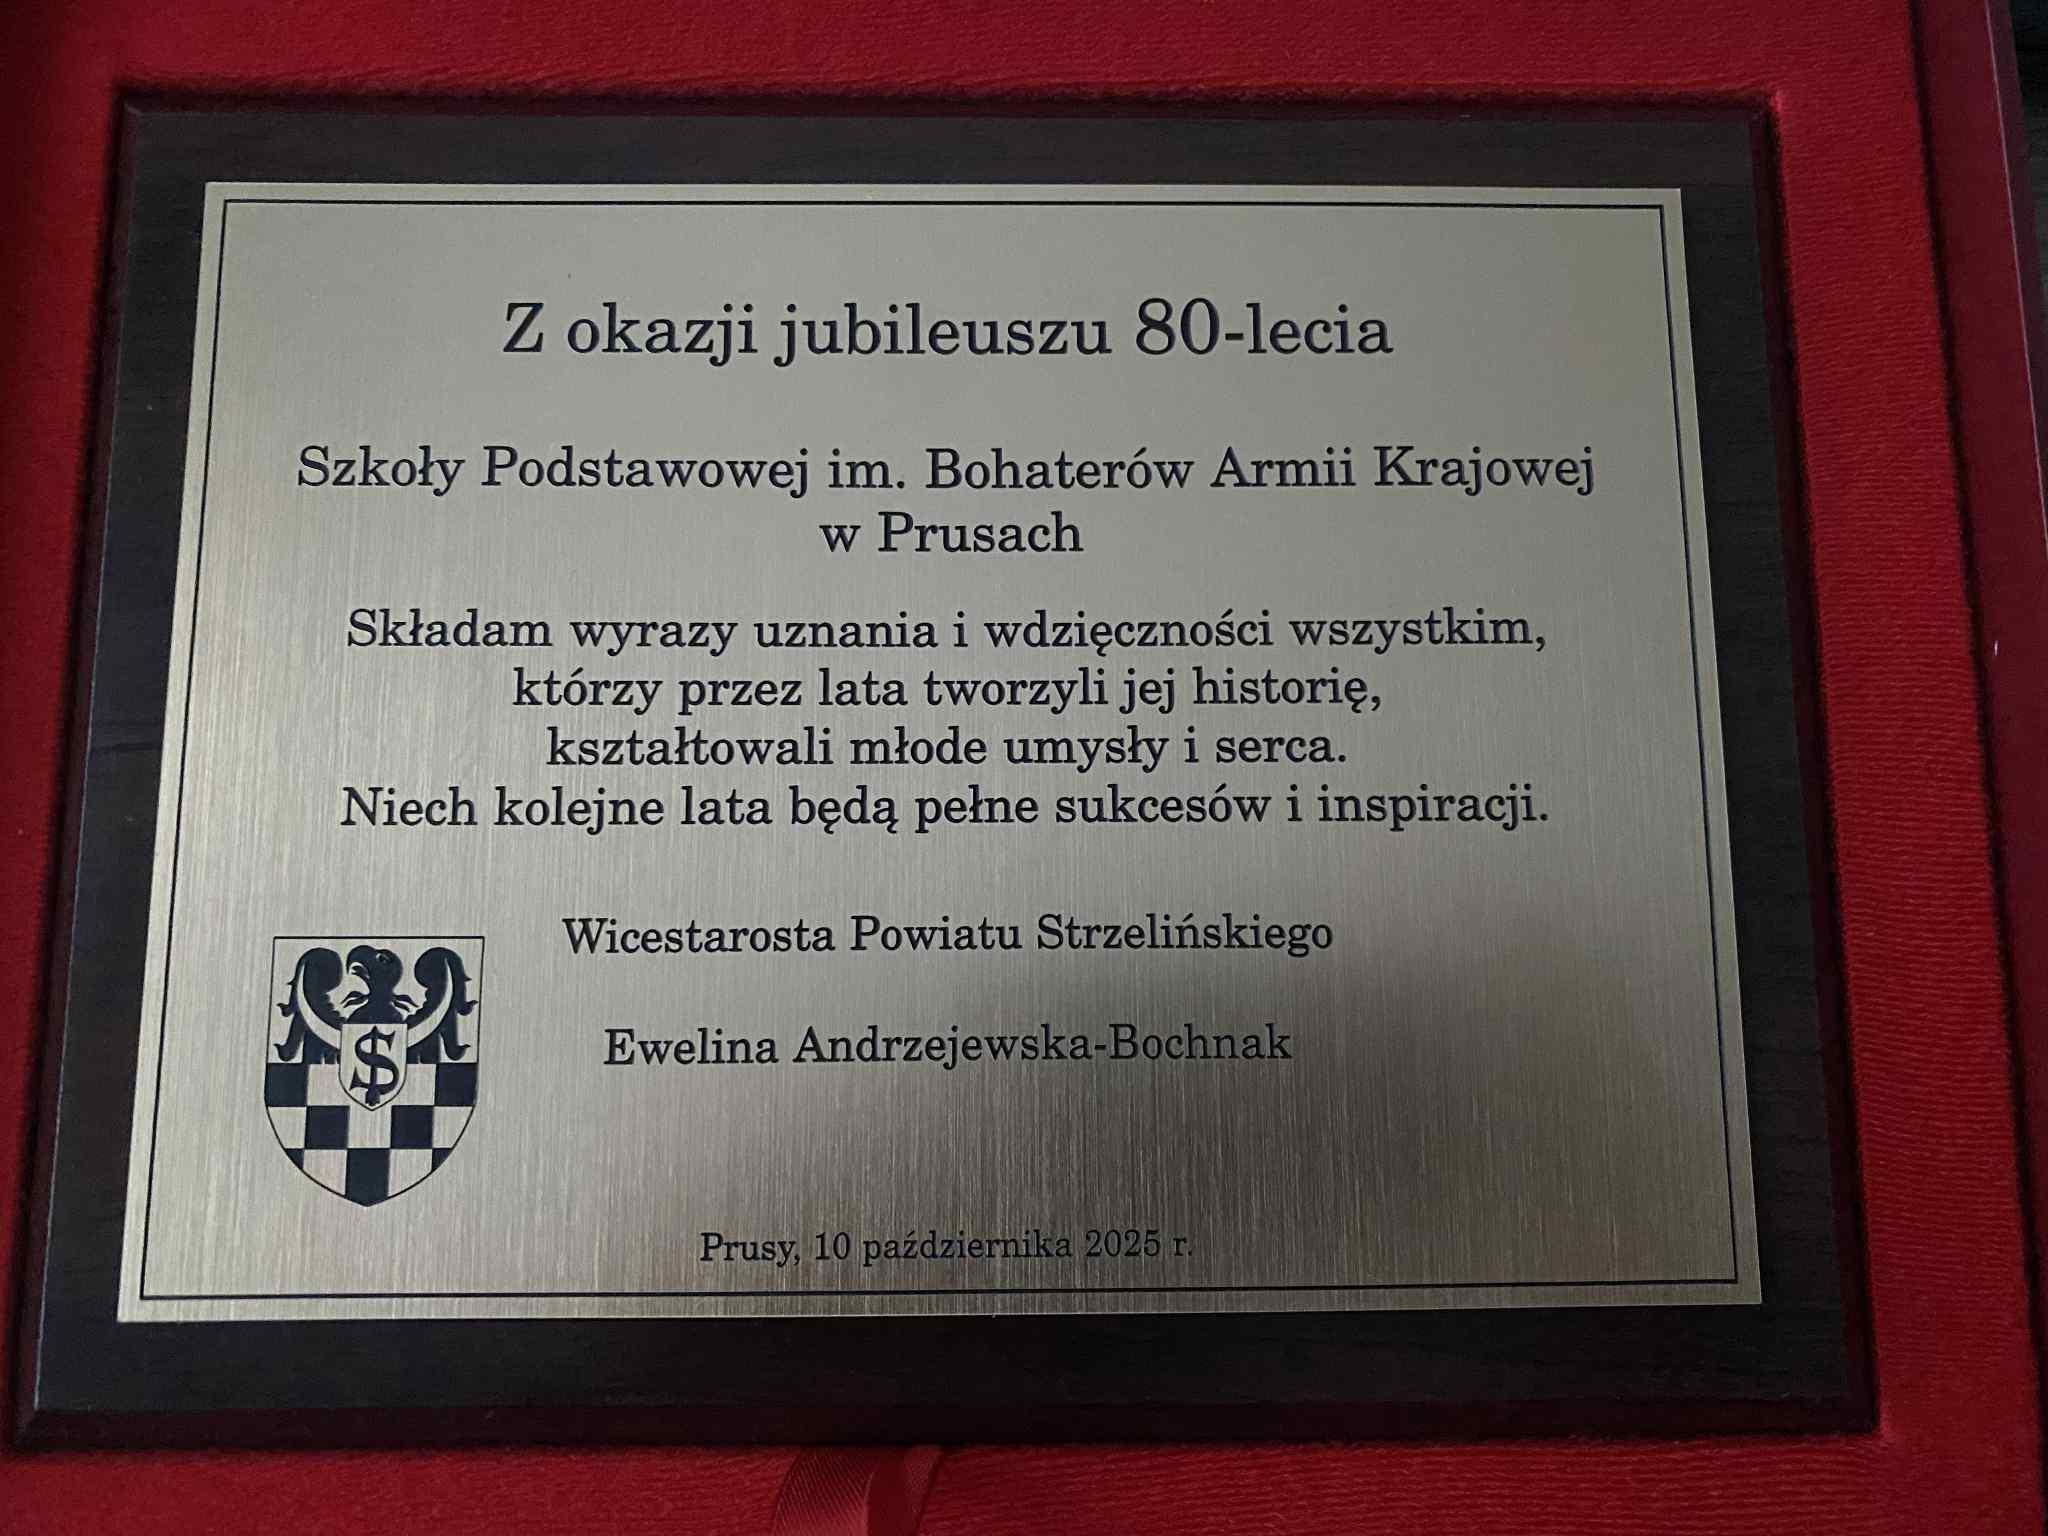 Z okazji jubileuszu 80-lecia
Szkoły Podstawowej im. Bohaterów Armii Krajowej
w Prusach
Składam wyrazy uznania i wdzięczności wszystkim,
którzy przez lata tworzyli jej historię,
kształtowali młode umysły i serca.
Niech kolejne lata będą pełne sukcesów i inspiracji.
Wicestarosta Powiatu Strzelińskiego
Ewelina Andrzejewska-Bochnak
S
Prusy, 10 października 2025 r.